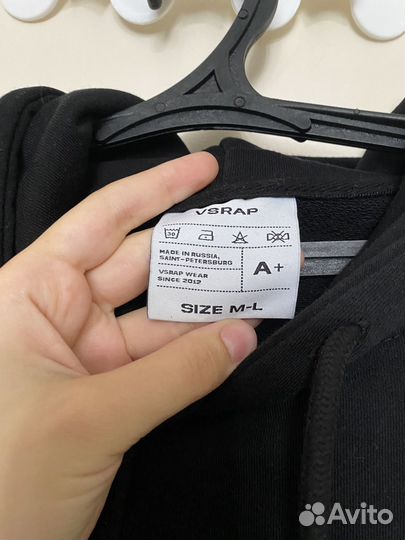 VSRAP
30
MADE IN RUSSIA,
SAINT-PETERSBURG
VSRAP WEAR
SINCE 2012
A+
SIZE M-L
Avito